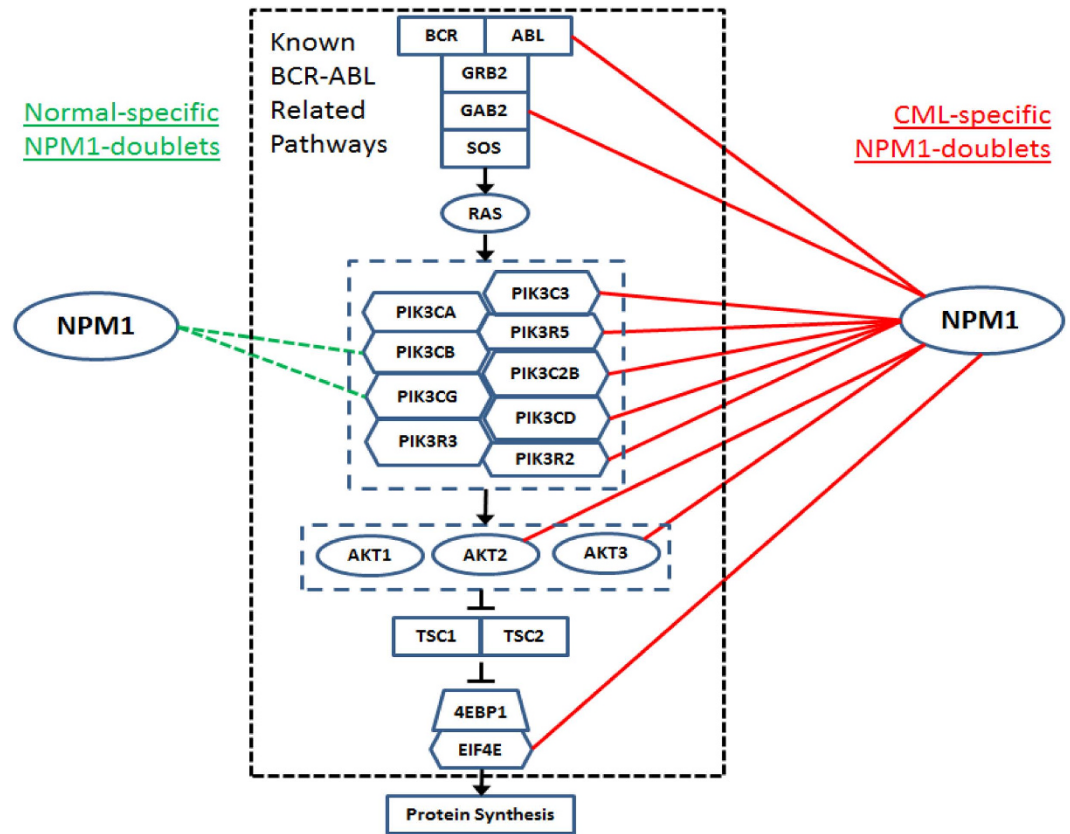 Known
BCR-ABL
Related
Pathways
BCR
ABL
GRB2
GAB2
SOS
RAS
Normal-specific
NPM1-doublets
CML-specific
NPM1-doublets
NPM1
NPM1
PIK3CA
PIK3CB
PIK3CG
PIK3R3
PIK3C3
PIK3R5
PIK3C2B
PIK3CD
PIK3R2
AKT1
AKT2
AKT3
TSC1
TSC2
4EBP1
EIF4E
Protein Synthesis